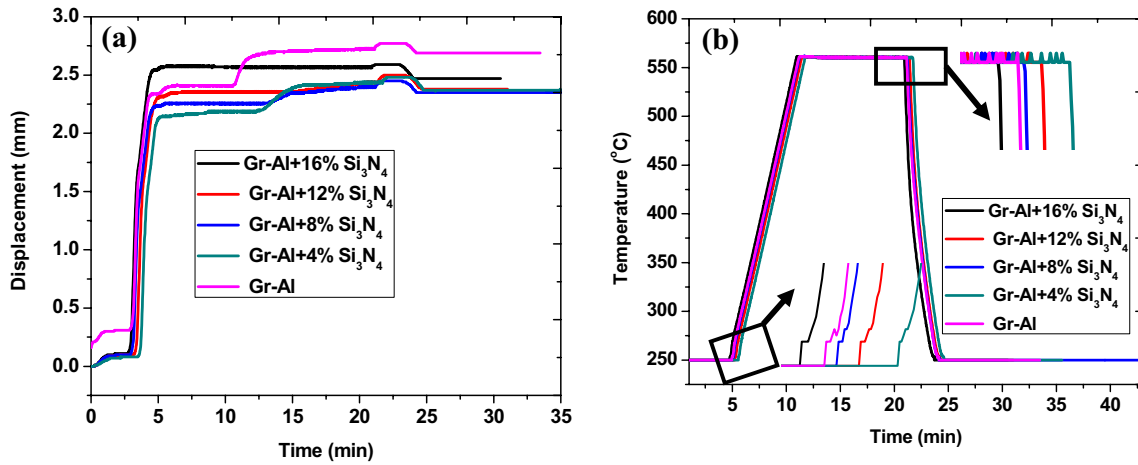 (a)
3.0
2.5
2.0
1.5
1.0
0.5
0.0
Displacement (mm)
Gr-Al+16% Si₃N₄
Gr-Al+12% Si₃N₄
Gr-Al+8% Si₃N₄
Gr-Al+4% Si₃N₄
Gr-Al
0 5 10 15 20 25 30 35
Time (min)
(b)
600
550
500
450
400
350
300
250
Temperature (°C)
Gr-Al+16% Si₃N₄
Gr-Al+12% Si₃N₄
Gr-Al+8% Si₃N₄
Gr-Al+4% Si₃N₄
Gr-Al
5 10 15 20 25 30 35 40
Time (min)